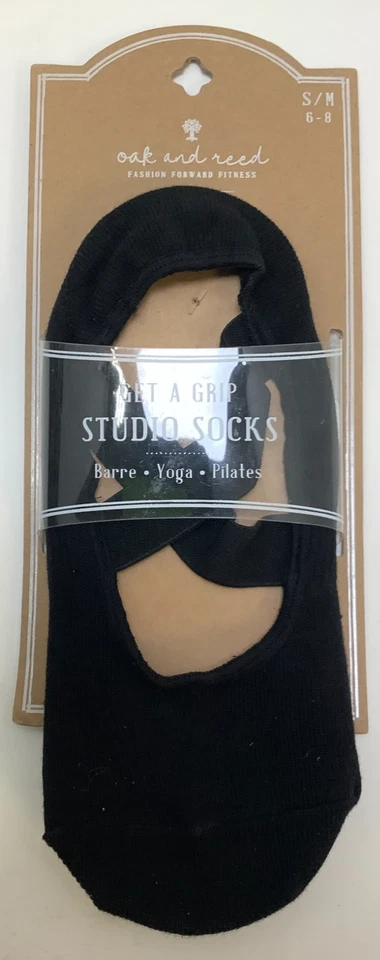 S/M
6-8
oak and reed
FASHION FORWARD FITNESS
GET A GRIP
STUDIO SOCKS
Barre • Yoga • Pilates